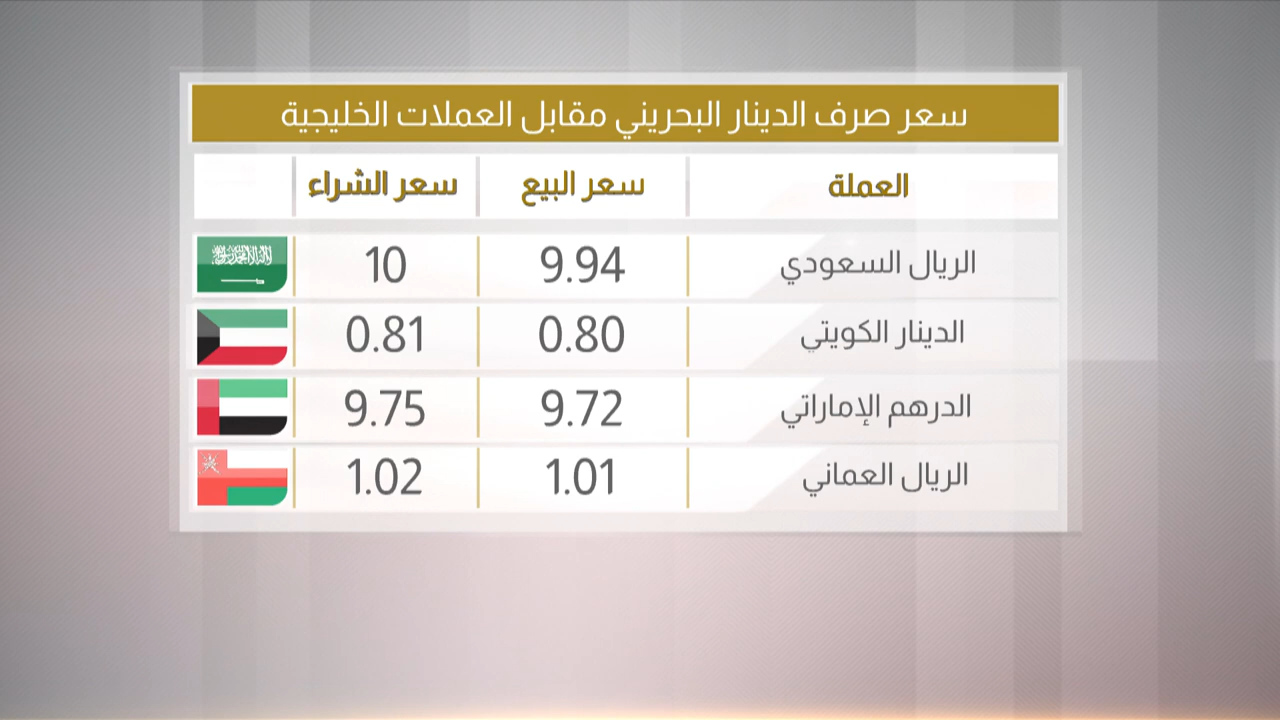 سعر صرف الدينار البحريني مقابل العملات الخليجية
العملة سعر البيع سعر الشراء
الريال السعودي 9.94 10
الدينار الكويتي 0.80 0.81
الدرهم الإماراتي 9.72 9.75
الريال العماني 1.01 1.02